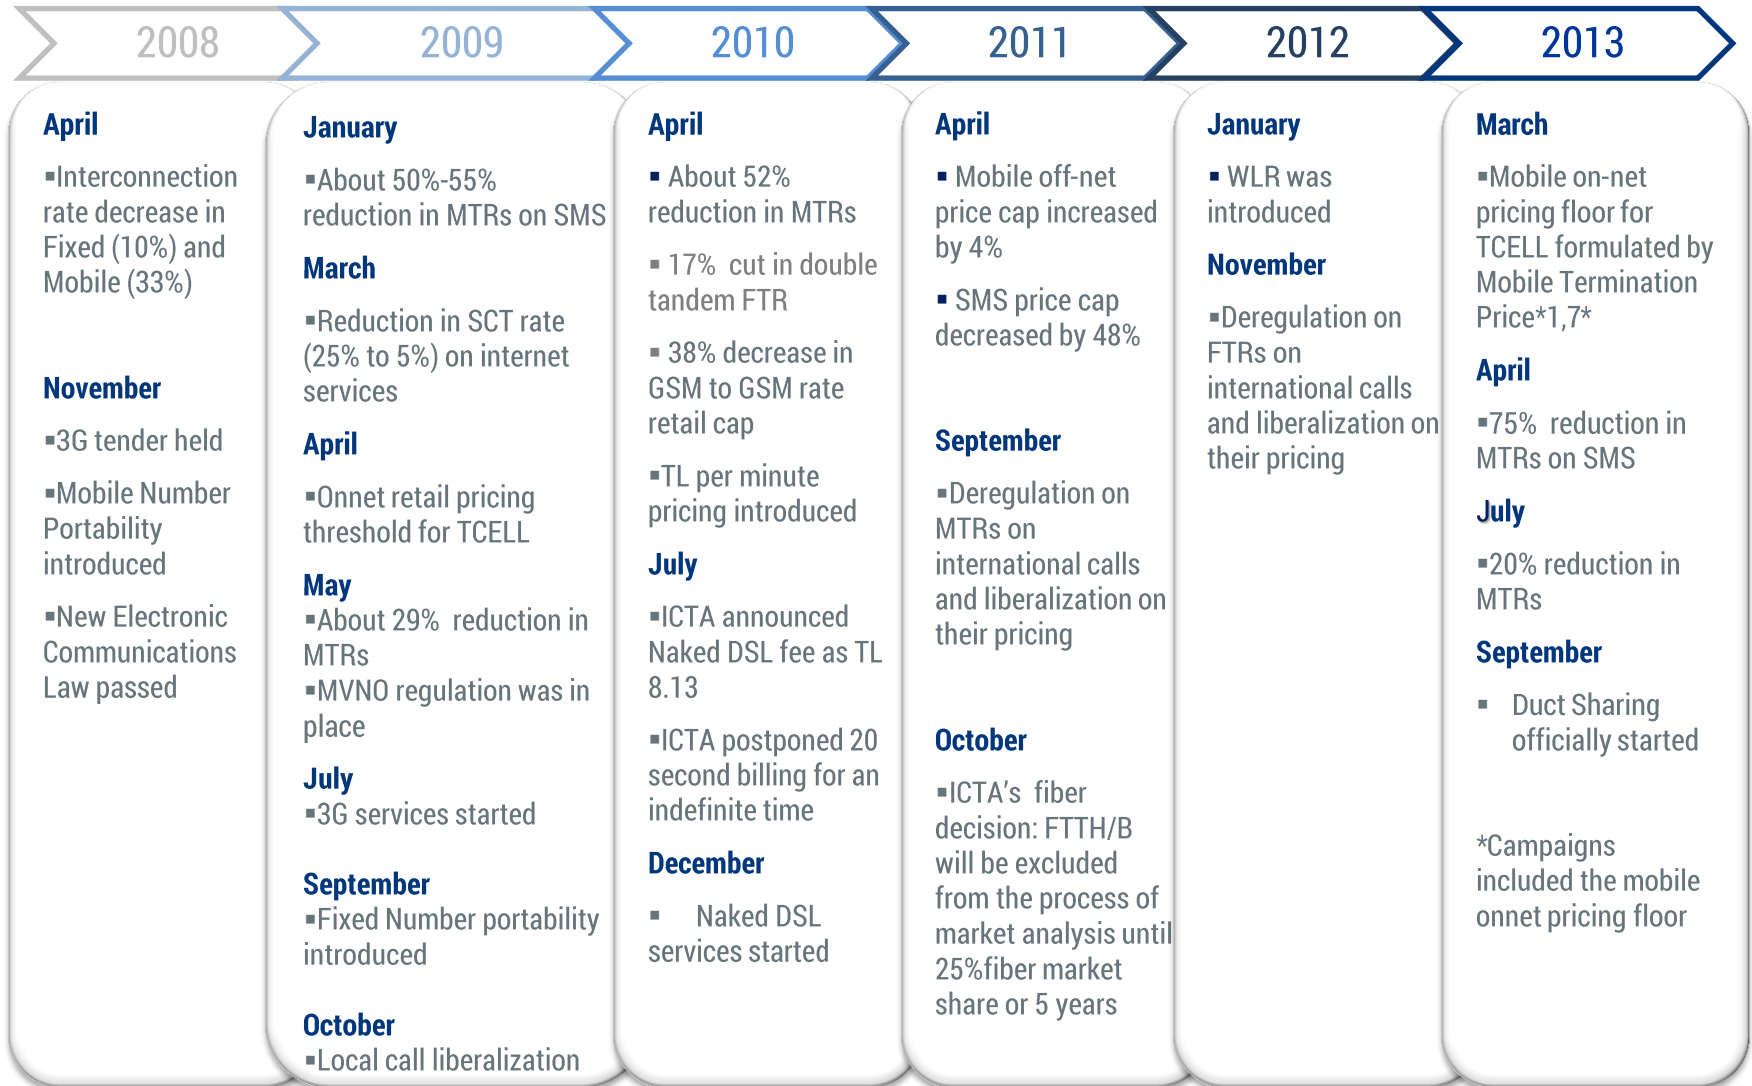 2008
2009
2010
2011
2012
2013
April
▪Interconnection
rate decrease in
Fixed (10%) and
Mobile (33%)
November
▪3G tender held
▪Mobile Number
Portability
introduced
▪New Electronic
Communications
Law passed
January
▪About 50%-55%
reduction in MTRs on SMS
March
▪Reduction in SCT rate
(25% to 5%) on internet
services
April
▪Onnet retail pricing
threshold for TCELL
May
▪About 29% reduction in
MTRs
▪MVNO regulation was in
place
July
▪3G services started
September
▪Fixed Number portability
introduced
October
▪Local call liberalization
April
▪ About 52%
reduction in MTRs
▪ 17% cut in double
tandem FTR
▪ 38% decrease in
GSM to GSM rate
retail cap
▪TL per minute
pricing introduced
July
▪ICTA announced
Naked DSL fee as TL
8.13
▪ICTA postponed 20
second billing for an
indefinite time
December
▪ Naked DSL
services started
April
▪ Mobile off-net
price cap increased
by 4%
▪ SMS price cap
decreased by 48%
September
▪Deregulation on
MTRs on
international calls
and liberalization on
their pricing
October
▪ICTA’s fiber
decision: FTTH/B
will be excluded
from the process of
market analysis until
25%fiber market
share or 5 years
January
▪ WLR was
introduced
November
▪Deregulation on
FTRs on
international calls
and liberalization on
their pricing
March
▪Mobile on-net
pricing floor for
TCELL formulated by
Mobile Termination
Price*1,7*
April
▪75% reduction in
MTRs on SMS
July
▪20% reduction in
MTRs
September
▪ Duct Sharing
officially started
*Campaigns
included the mobile
onnet pricing floor